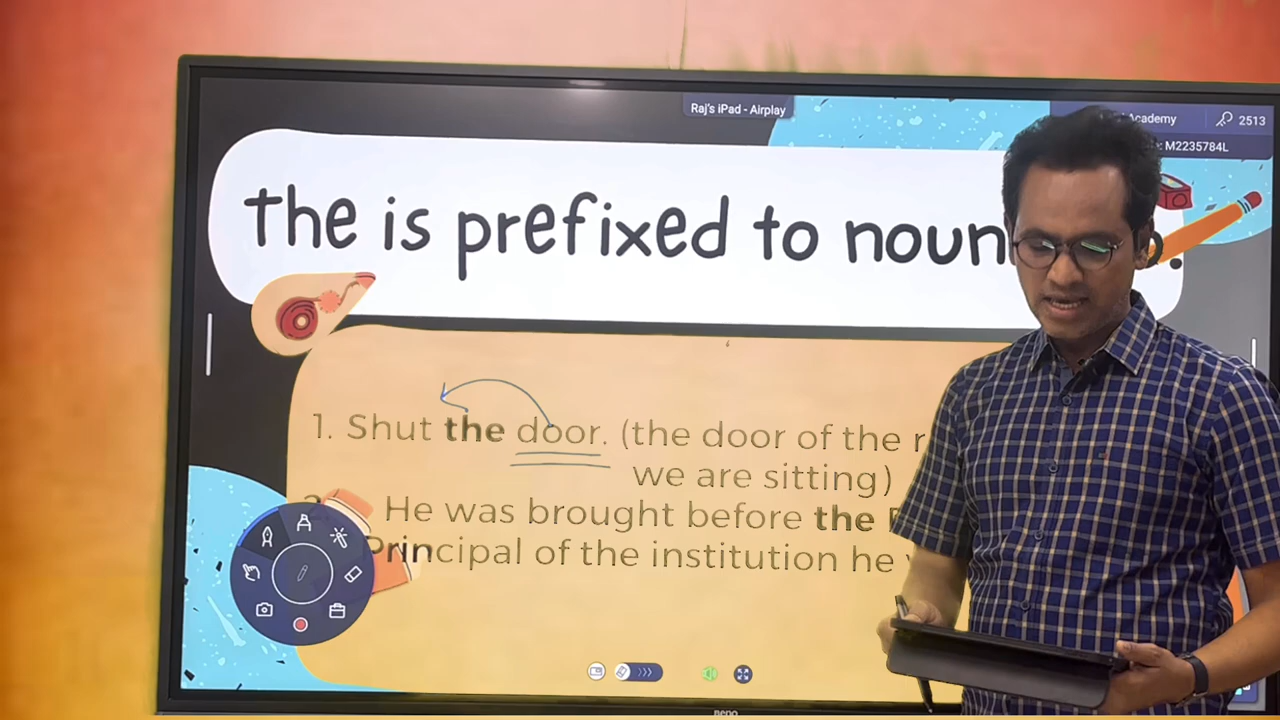 Raj's iPad - Airplay
Academy
2513
M2235784L
the is prefixed to noun
1. Shut the door. (the door of the
we are sitting)
He was brought before the
Principal of the institution he
BenQ